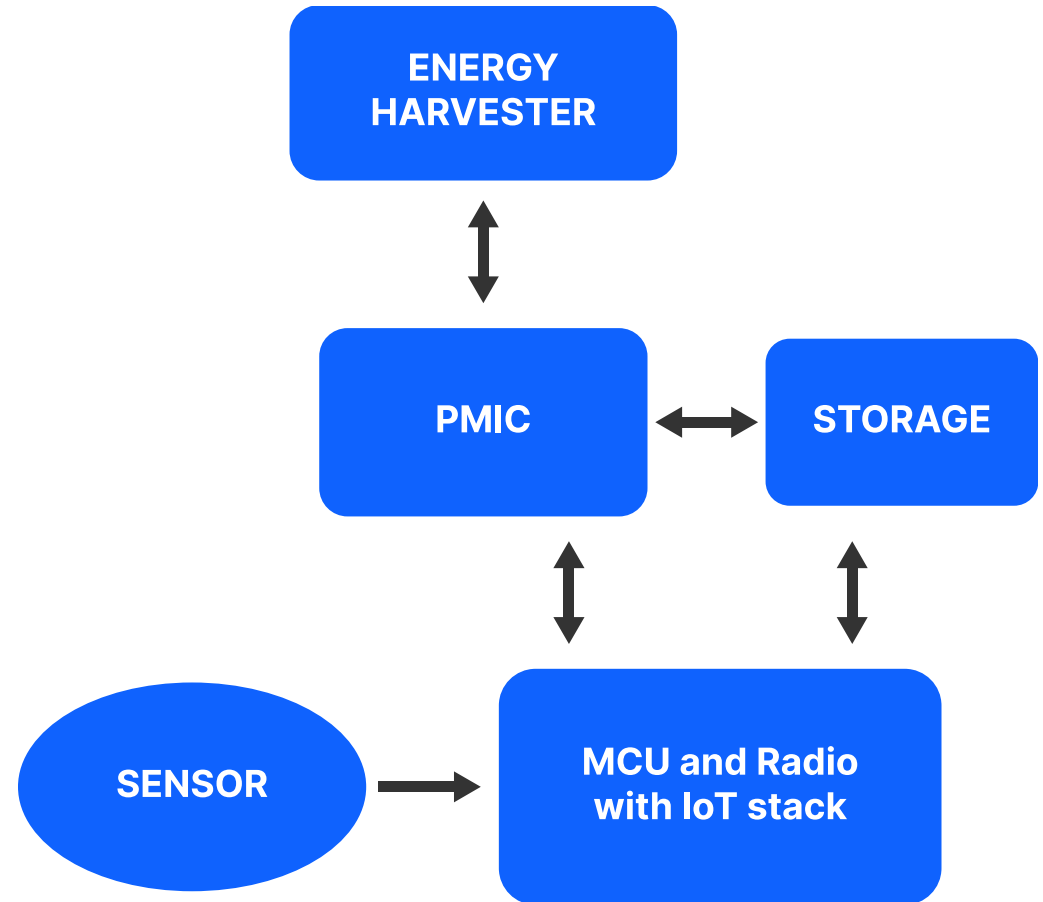 ENERGY
HARVESTER
PMIC
STORAGE
SENSOR
MCU and Radio
with IoT stack